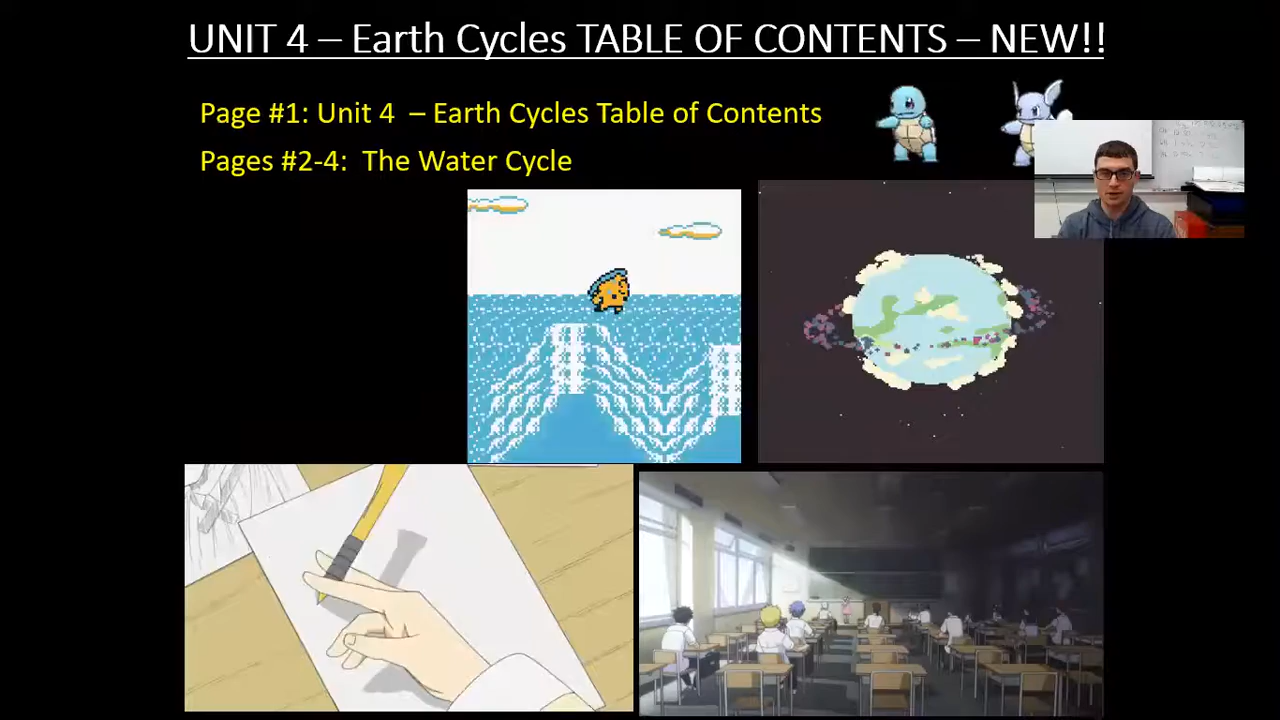 UNIT 4 – Earth Cycles TABLE OF CONTENTS – NEW!!
Page #1: Unit 4 – Earth Cycles Table of Contents
Pages #2-4: The Water Cycle